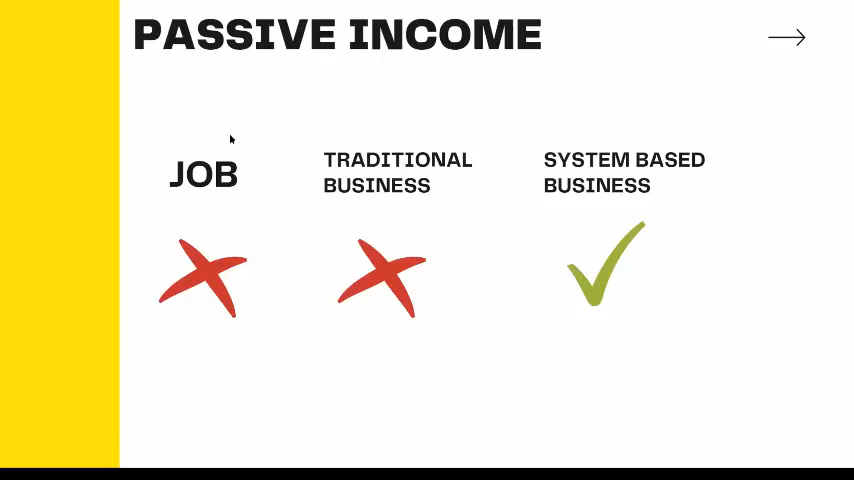 PASSIVE INCOME
JOB
TRADITIONAL
BUSINESS
SYSTEM BASED
BUSINESS